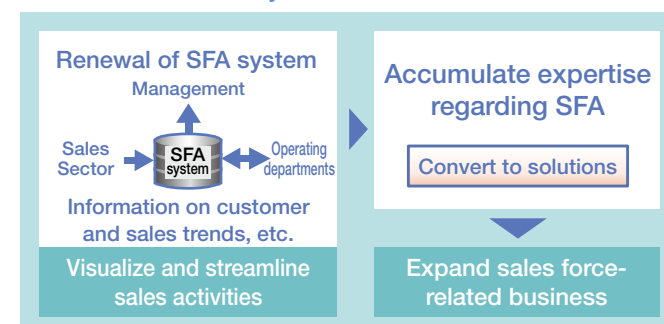 Renewal of SFA system
Management
Sales
Sector
SFA
system
Operating
departments
Information on customer
and sales trends, etc.
Visualize and streamline
sales activities
Accumulate expertise
regarding SFA
Convert to solutions
Expand sales force-
related business